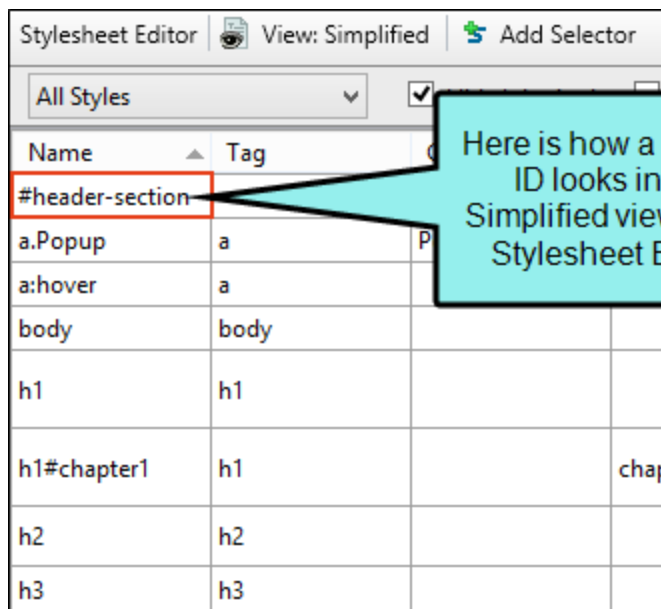 Stylesheet Editor View: Simplified Add Selector
All Styles
Name Tag
#header-section
a.Popup a P
a:hover a
body body
h1 h1
h1#chapter1 h1 chap
h2 h2
h3 h3
Here is how a
ID looks in
Simplified view
Stylesheet E